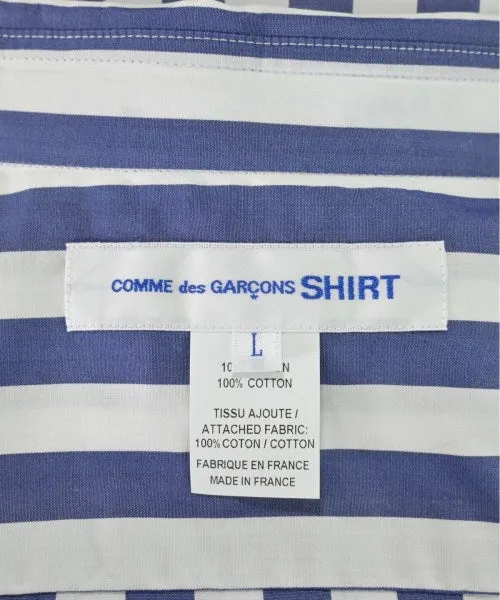 COMME des GARÇONS SHIRT
L
100% COTTON
TISSU AJOUTE /
ATTACHED FABRIC:
100% COTON / COTTON
FABRIQUE EN FRANCE
MADE IN FRANCE